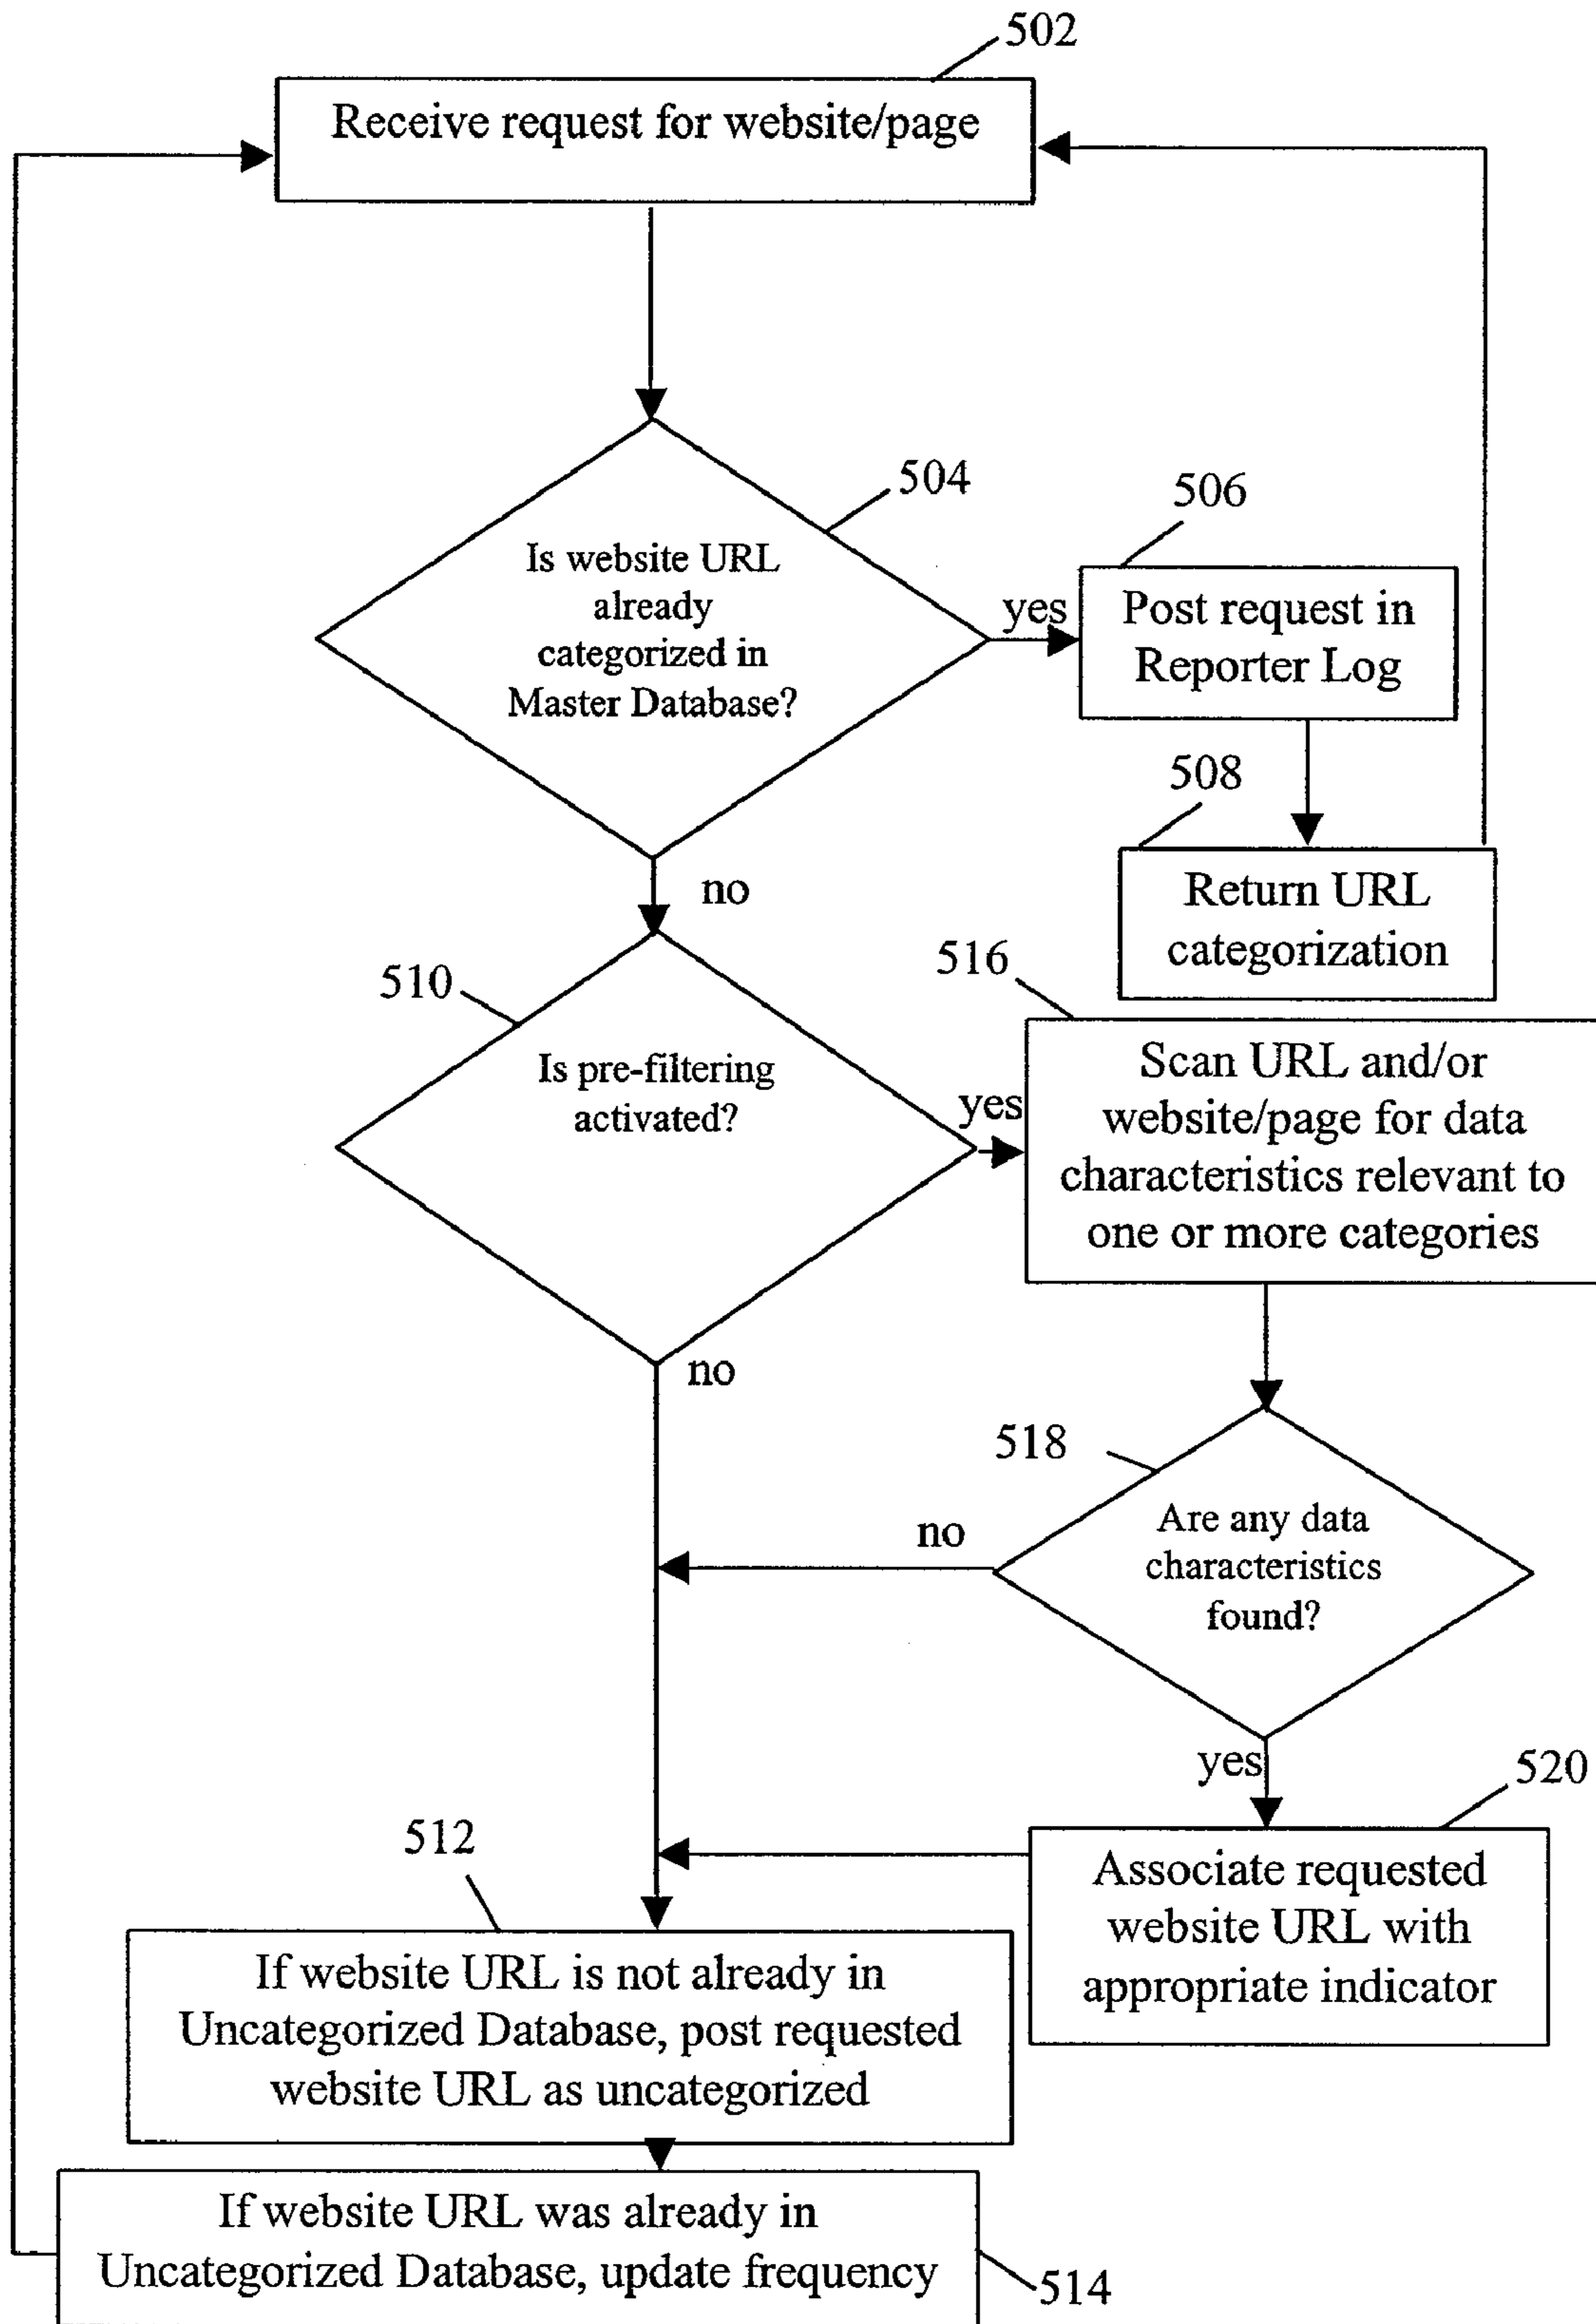 502
Receive request for website/page
504
Is website URL
already
categorized in
Master Database?
yes
506
Post request in
Reporter Log
508
Return URL
categorization
no
510
Is pre-filtering
activated?
yes
516
Scan URL and/or
website/page for data
characteristics relevant to
one or more categories
no
518
Are any data
characteristics
found?
no
yes
520
Associate requested
website URL with
appropriate indicator
512
If website URL is not already in
Uncategorized Database, post requested
website URL as uncategorized
If website URL was already in
Uncategorized Database, update frequency
514